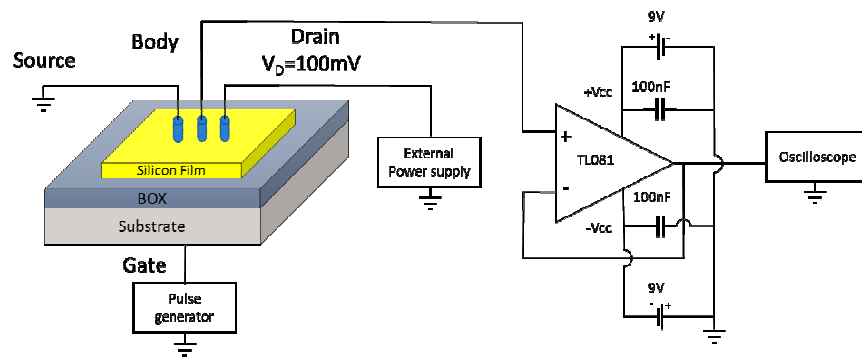 Source
Body
Drain
V_D=100mV
Silicon Film
BOX
Substrate
Gate
Pulse
generator
External
Power supply
9V
+ -
+Vcc
100nF
+
TL081
-
100nF
-Vcc
9V
- +
Oscilloscope